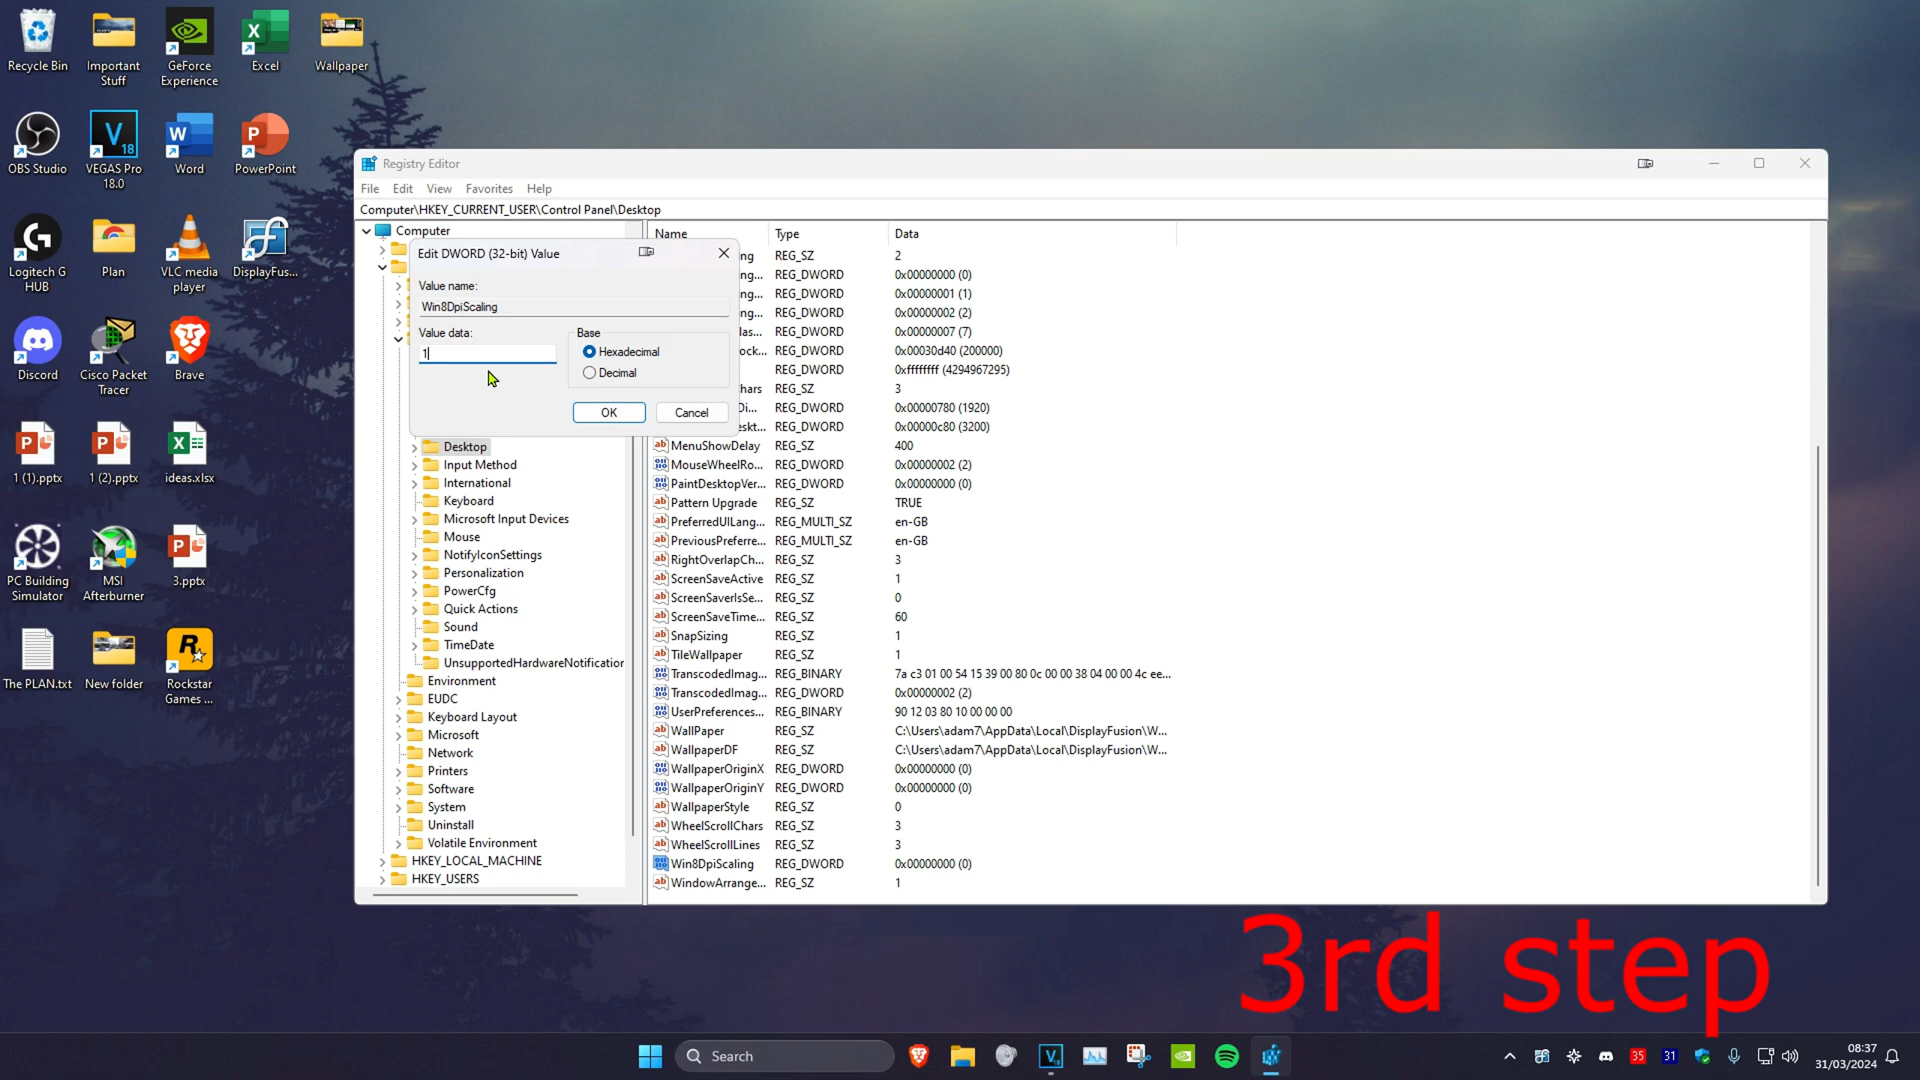 Recycle Bin
Important
Stuff
GeForce
Experience
Excel
Wallpaper
OBS Studio
VEGAS Pro
18.0
Word
PowerPoint
Logitech G
HUB
Plan
VLC media
player
DisplayFus...
Discord
Cisco Packet
Tracer
Brave
1 (1).pptx
1 (2).pptx
ideas.xlsx
PC Building
Simulator
MSI
Afterburner
3.pptx
The PLAN.txt
New folder
Rockstar
Games ...
Registry Editor
File Edit View Favorites Help
Computer\HKEY_CURRENT_USER\Control Panel\Desktop
Computer
Edit DWORD (32-bit) Value
Value name:
Win8DpiScaling
Value data:
1
Base
Hexadecimal
Decimal
OK
Cancel
Desktop
Input Method
International
Keyboard
Microsoft Input Devices
Mouse
NotifyIconSettings
Personalization
PowerCfg
Quick Actions
Sound
TimeDate
UnsupportedHardwareNotification
Environment
EUDC
Keyboard Layout
Microsoft
Network
Printers
Software
System
Uninstall
Volatile Environment
HKEY_LOCAL_MACHINE
HKEY_USERS
Name Type Data
ng REG_SZ 2
ng... REG_DWORD 0x00000000 (0)
ng... REG_DWORD 0x00000001 (1)
ng... REG_DWORD 0x00000002 (2)
las... REG_DWORD 0x00000007 (7)
ock... REG_DWORD 0x00030d40 (200000)
REG_DWORD 0xffffffff (4294967295)
hars REG_SZ 3
Di... REG_DWORD 0x00000780 (1920)
eskt... REG_DWORD 0x00000c80 (3200)
MenuShowDelay REG_SZ 400
MouseWheelRo... REG_DWORD 0x00000002 (2)
PaintDesktopVer... REG_DWORD 0x00000000 (0)
Pattern Upgrade REG_SZ TRUE
PreferredUILang... REG_MULTI_SZ en-GB
PreviousPreferre... REG_MULTI_SZ en-GB
RightOverlapCh... REG_SZ 3
ScreenSaveActive REG_SZ 1
ScreenSaverIsSe... REG_SZ 0
ScreenSaveTime... REG_SZ 60
SnapSizing REG_SZ 1
TileWallpaper REG_SZ 1
TranscodedImag... REG_BINARY 7a c3 01 00 54 15 39 00 80 0c 00 00 38 04 00 00 4c ee...
TranscodedImag... REG_DWORD 0x00000002 (2)
UserPreferences... REG_BINARY 90 12 03 80 10 00 00 00
WallPaper REG_SZ C:\Users\adam7\AppData\Local\DisplayFusion\W...
WallpaperDF REG_SZ C:\Users\adam7\AppData\Local\DisplayFusion\W...
WallpaperOriginX REG_DWORD 0x00000000 (0)
WallpaperOriginY REG_DWORD 0x00000000 (0)
WallpaperStyle REG_SZ 0
WheelScrollChars REG_SZ 3
WheelScrollLines REG_SZ 3
Win8DpiScaling REG_DWORD 0x00000000 (0)
WindowArrange... REG_SZ 1
3rd step
Search
35
31
08:37
31/03/2024